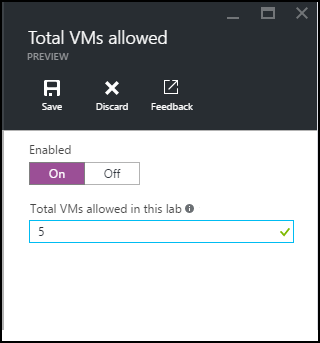 Total VMs allowed
PREVIEW
Save Discard Feedback
Enabled
On Off
Total VMs allowed in this lab
5